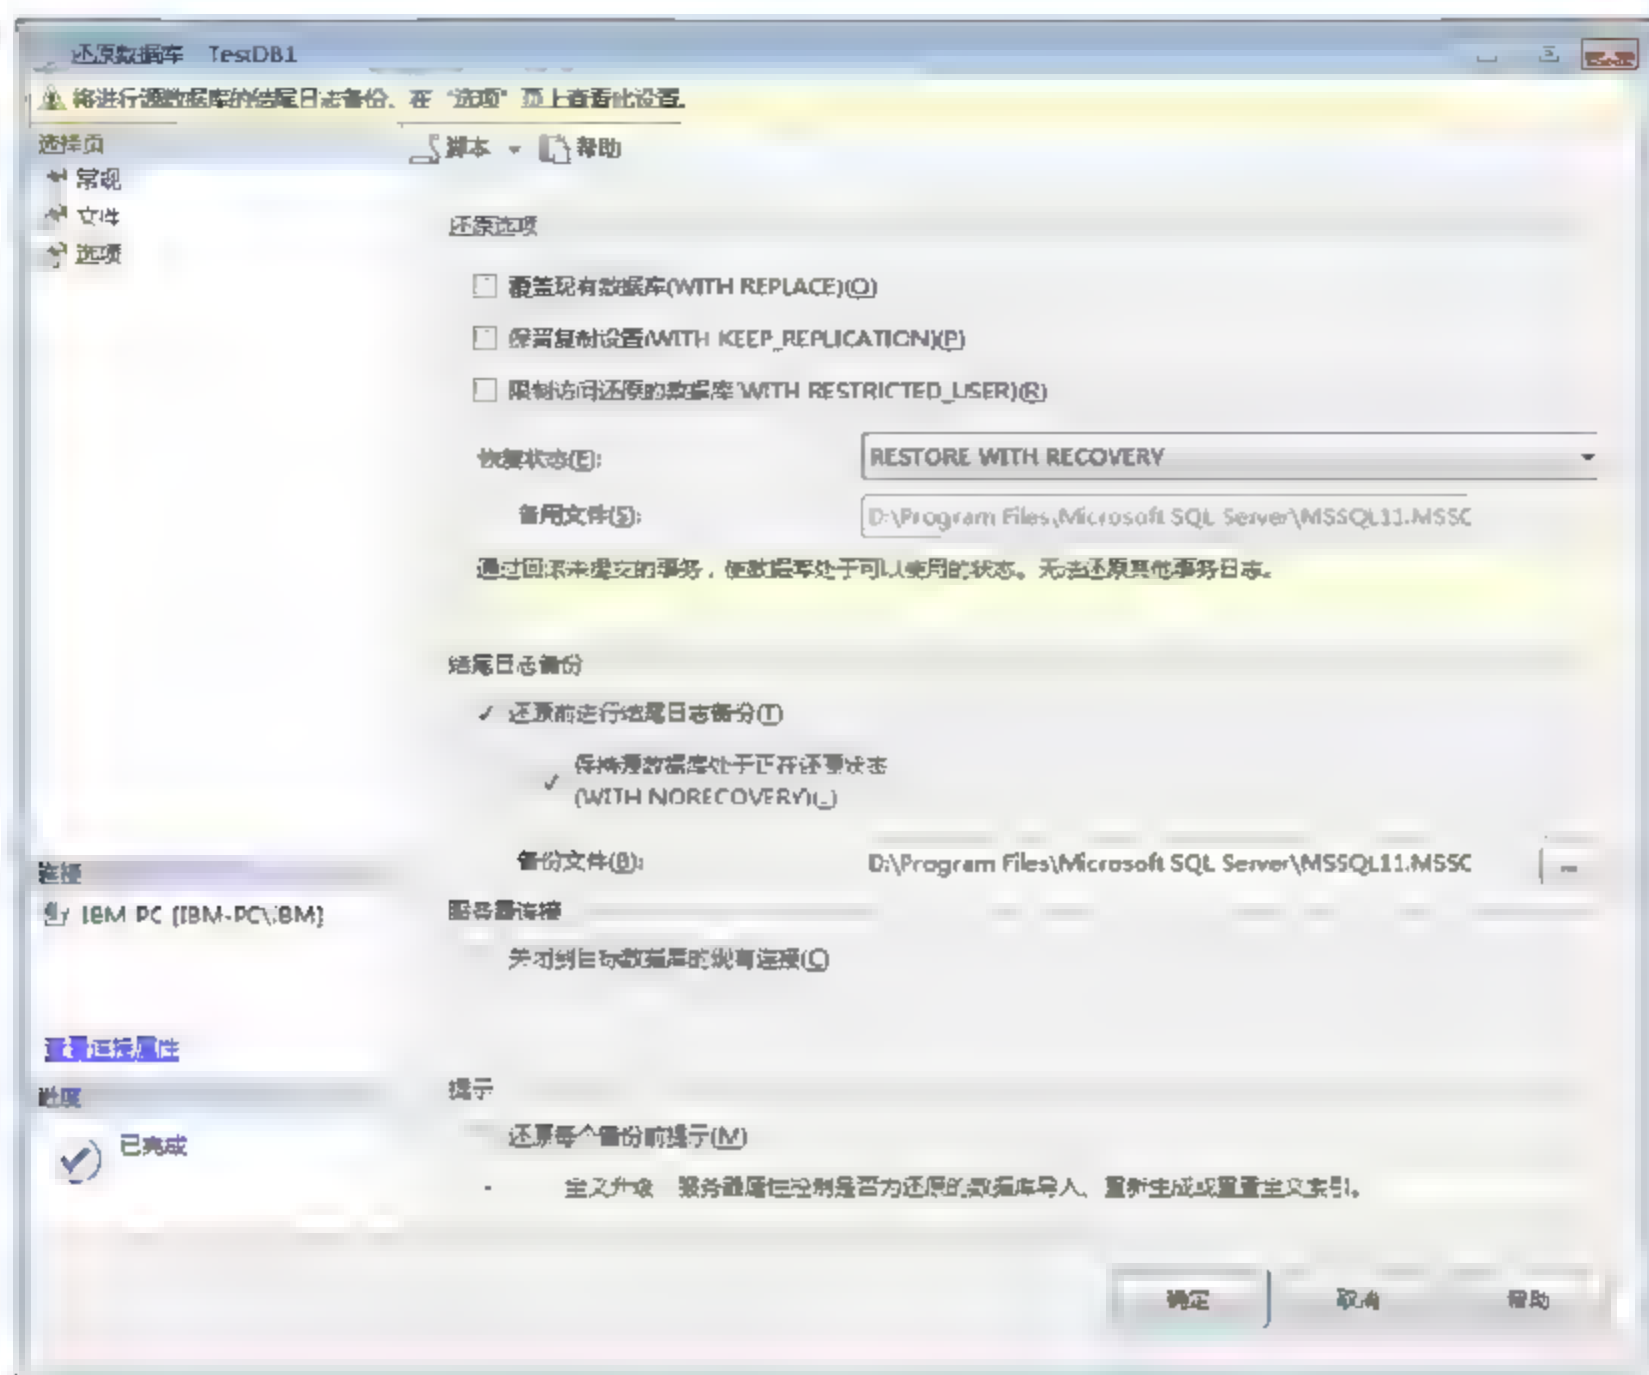 还原数据库 TestDB1
将进行源数据库的结尾日志备份。在“选项”页上查看此设置。
选择页
常规
文件
选项
脚本 帮助
还原选项
覆盖现有数据库(WITH REPLACE)(O)
保留复制设置(WITH KEEP_REPLICATION)(P)
限制访问还原的数据库(WITH RESTRICTED_USER)(R)
恢复状态(E):
RESTORE WITH RECOVERY
备用文件(S):
D:\Program Files\Microsoft SQL Server\MSSQL11.MSSC
通过回滚未提交的事务，使数据库处于可以使用的状态。无法还原其他事务日志。
结尾日志备份
还原前进行结尾日志备份(T)
保持源数据库处于正在还原状态
(WITH NORECOVERY)(L)
备份文件(B):
D:\Program Files\Microsoft SQL Server\MSSQL11.MSSC
...
服务器连接
关闭到目标数据库的现有连接(C)
连接
IBM-PC [IBM-PC\IBM]
查看连接属性
进度
已完成
提示
还原每个备份前提示(M)
全文升级 服务器属性控制是否为还原的数据库导入、重新生成或重置全文索引。
确定
取消
帮助